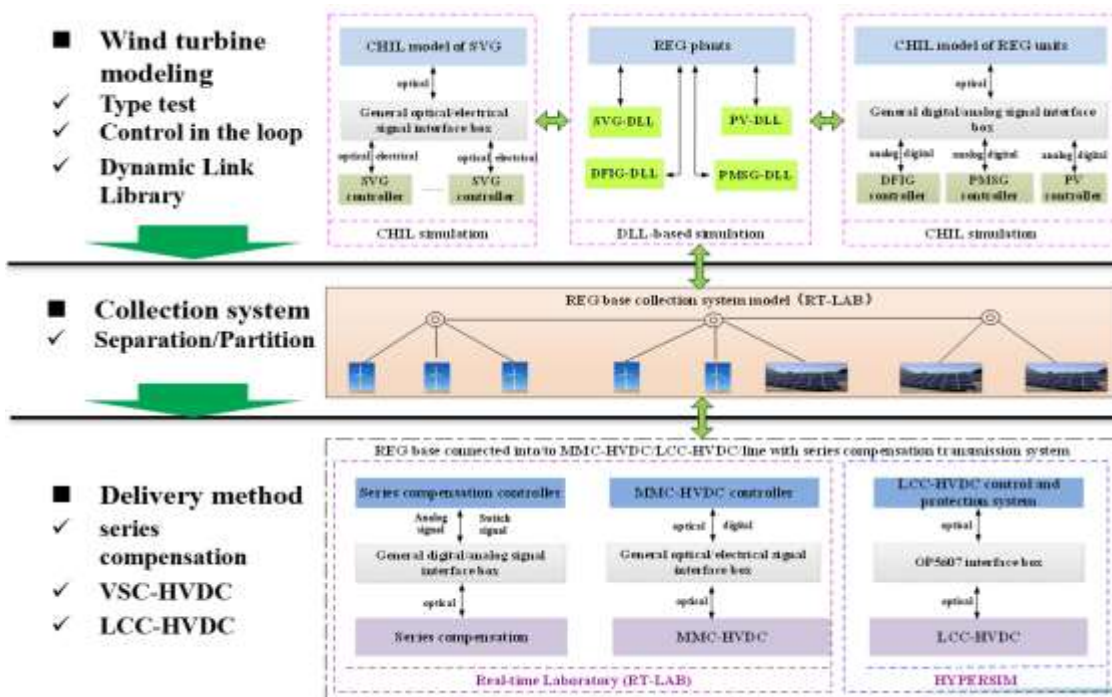 ■ Wind turbine
modeling
✓ Type test
✓ Control in the loop
✓ Dynamic Link
Library
CHIL model of SVG
optical
General optical/electrical
signal interface box
optical electrical
optical electrical
SVG
controller
......
SVG
controller
CHIL simulation
REG plants
SVG-DLL
PV-DLL
DFIG-DLL
PMSG-DLL
DLL-based simulation
CHIL model of REG units
optical
General digital/analog signal interface
box
analog digital
analog digital
analog digital
DFIG
controller
PMSG
controller
PV
controller
CHIL simulation
■ Collection system
✓ Separation/Partition
REG base collection system model (RT-LAB)
■ Delivery method
✓ series
compensation
✓ VSC-HVDC
✓ LCC-HVDC
REG base connected into/to MMC-HVDC/LCC-HVDC/line with series compensation transmission system
Series compensation controller
Analog
signal
Switch
signal
General digital/analog signal
interface box
optical
Series compensation
MMC-HVDC controller
optical digital
General optical/electrical signal
interface box
optical
MMC-HVDC
Real-time Laboratory (RT-LAB)
LCC-HVDC control and
protection system
optical
OP5607 interface box
optical
LCC-HVDC
HYPERSIM